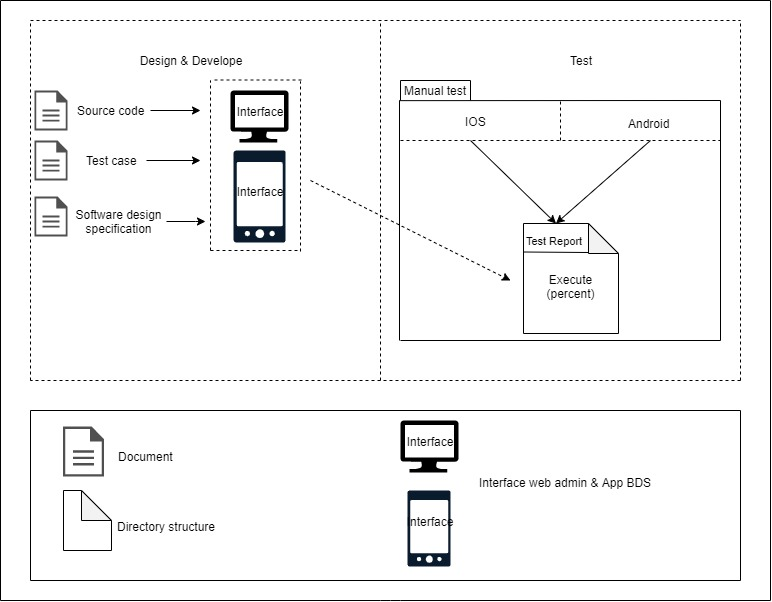 Design & Develope
Test
Source code
Interface
Test case
Interface
Software design
specification
Manual test
IOS
Android
Test Report
Execute
(percent)
Document
Interface
Interface web admin & App BDS
Directory structure
Interface